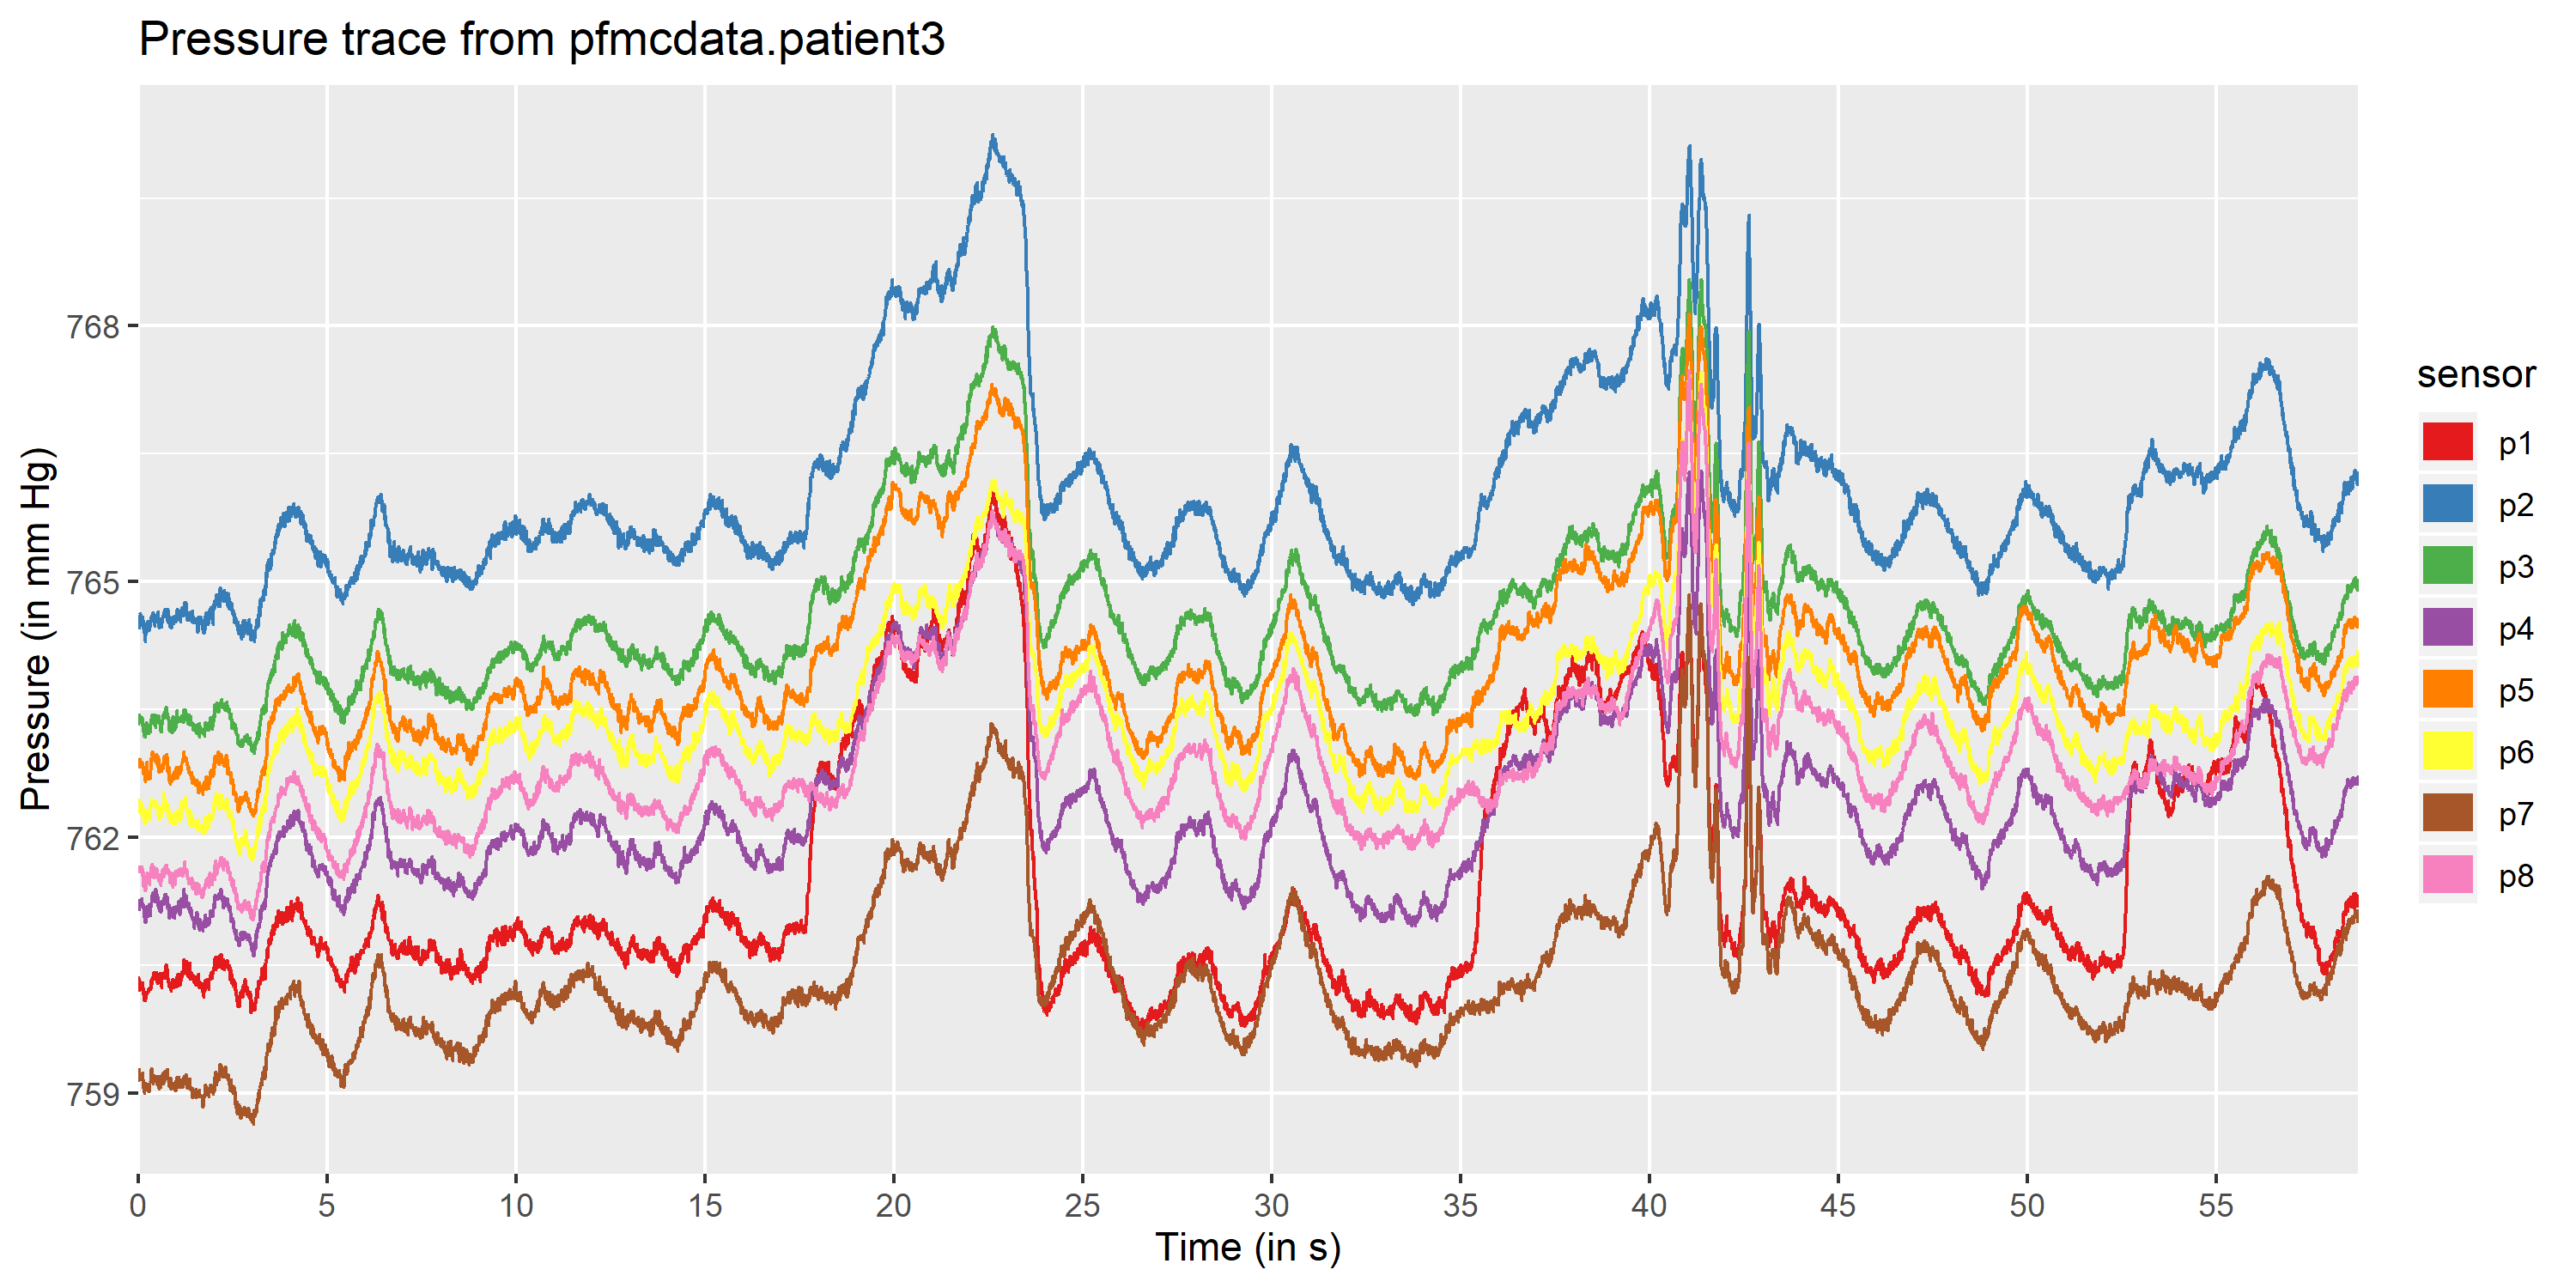 Pressure trace from pfmcdata.patient3
Pressure (in mm Hg)
768
765
762
759
0 5 10 15 20 25 30 35 40 45 50 55
Time (in s)
sensor
p1
p2
p3
p4
p5
p6
p7
p8